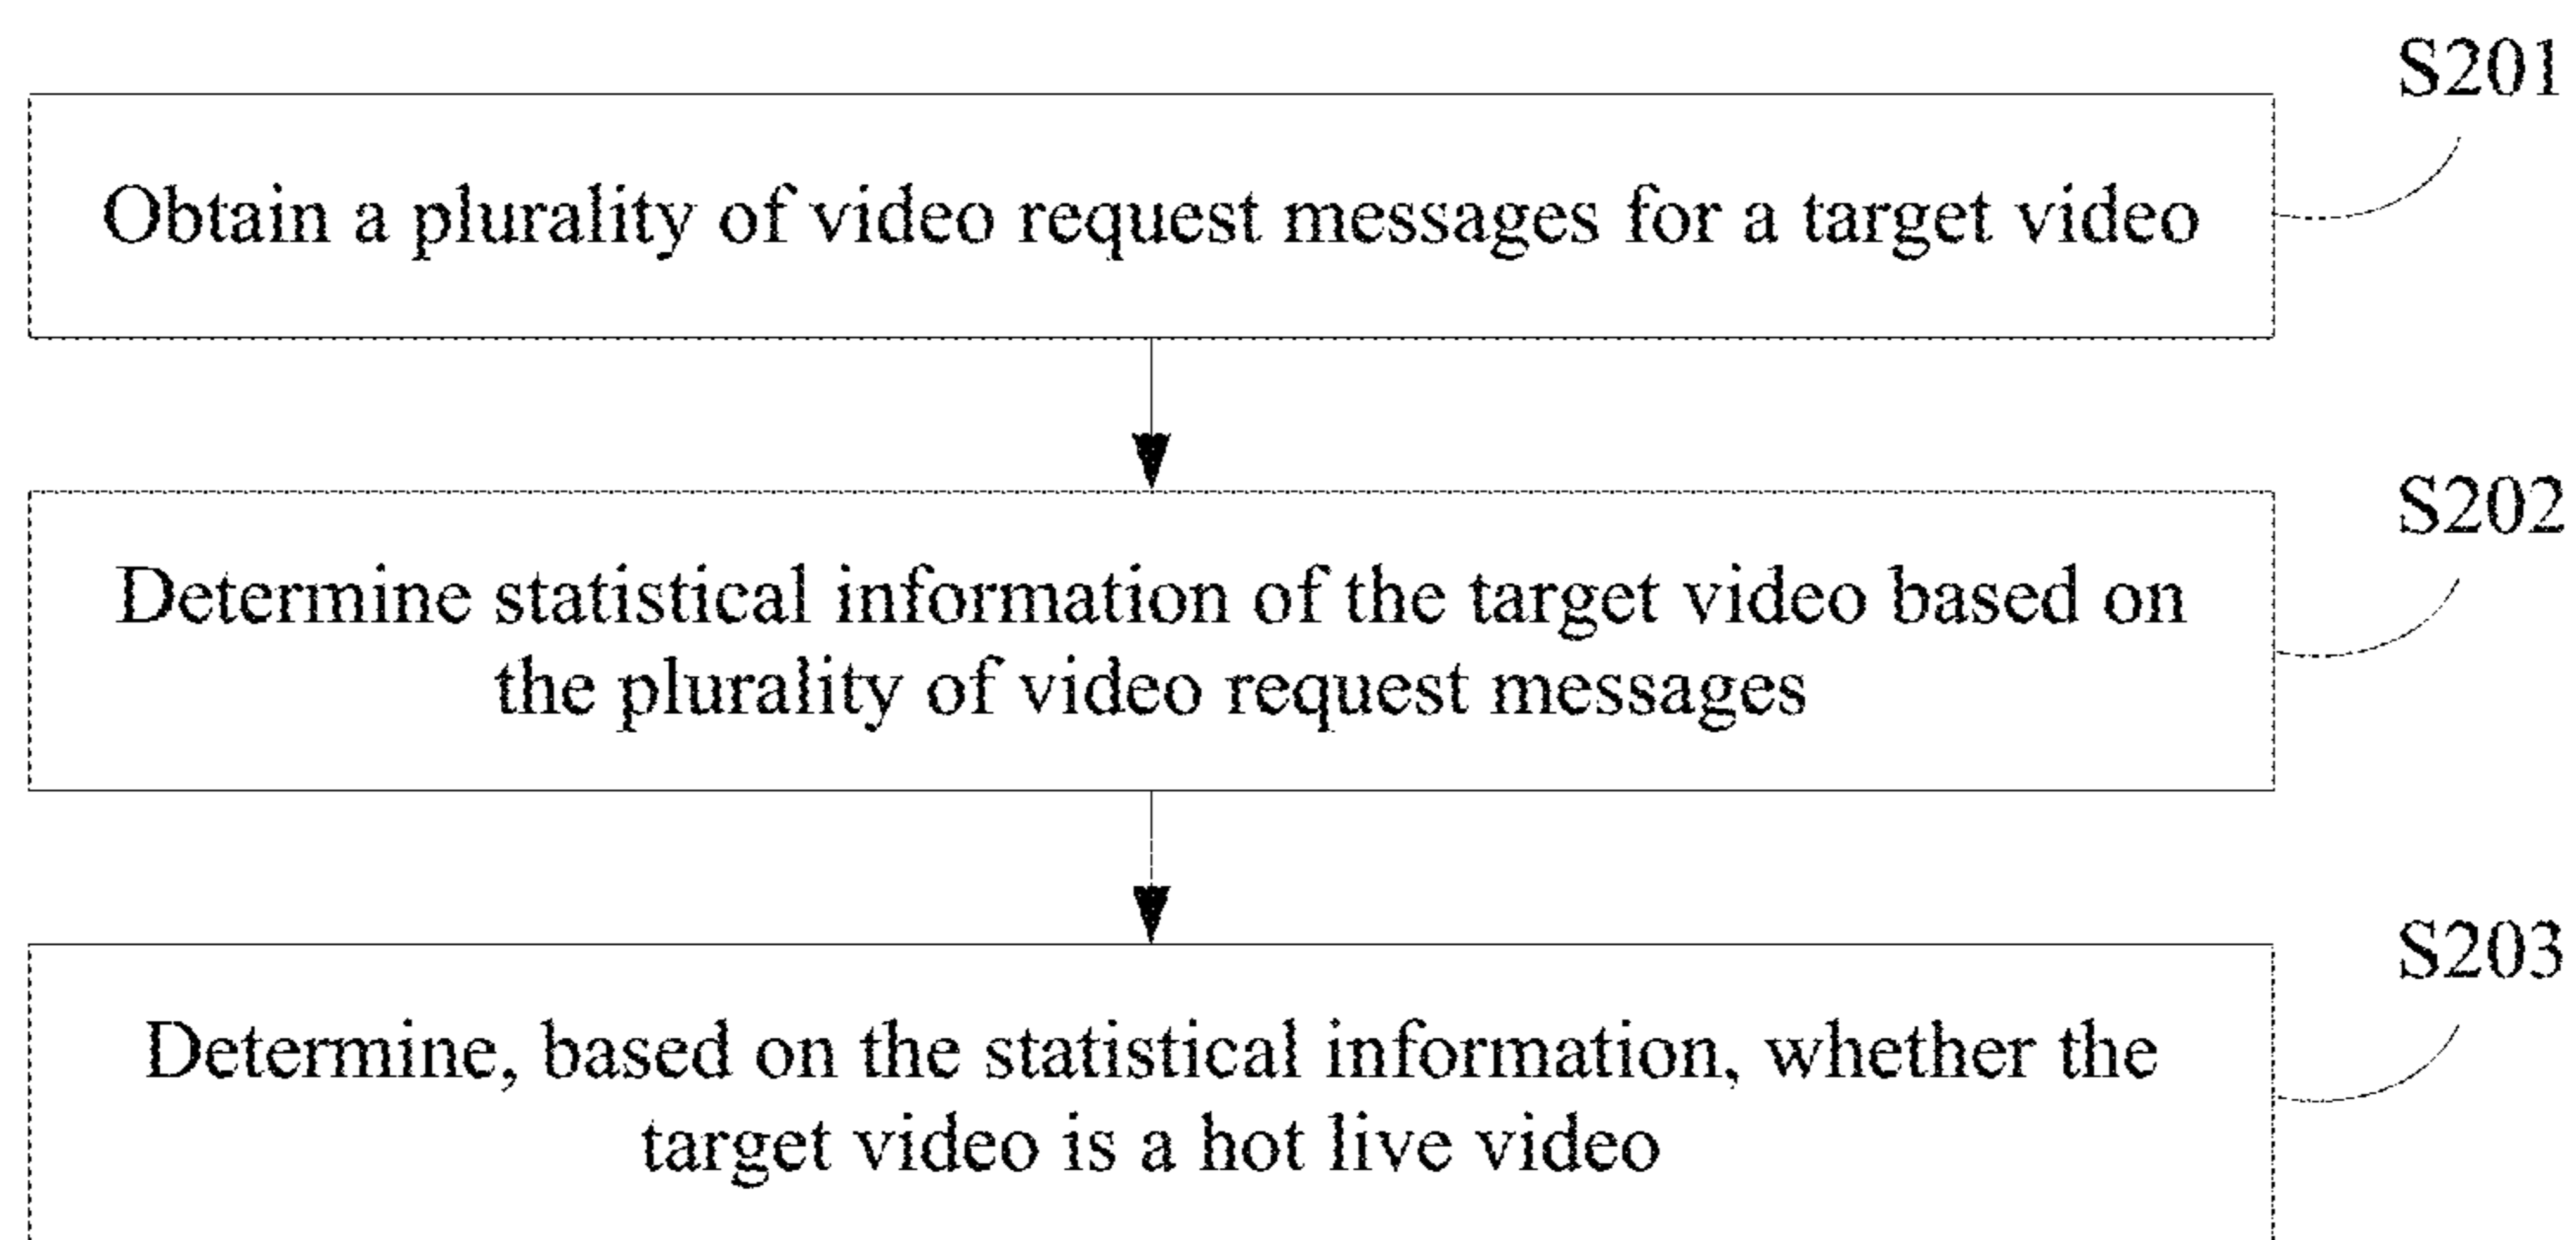 S201
Obtain a plurality of video request messages for a target video
S202
Determine statistical information of the target video based on
the plurality of video request messages
S203
Determine, based on the statistical information, whether the
target video is a hot live video